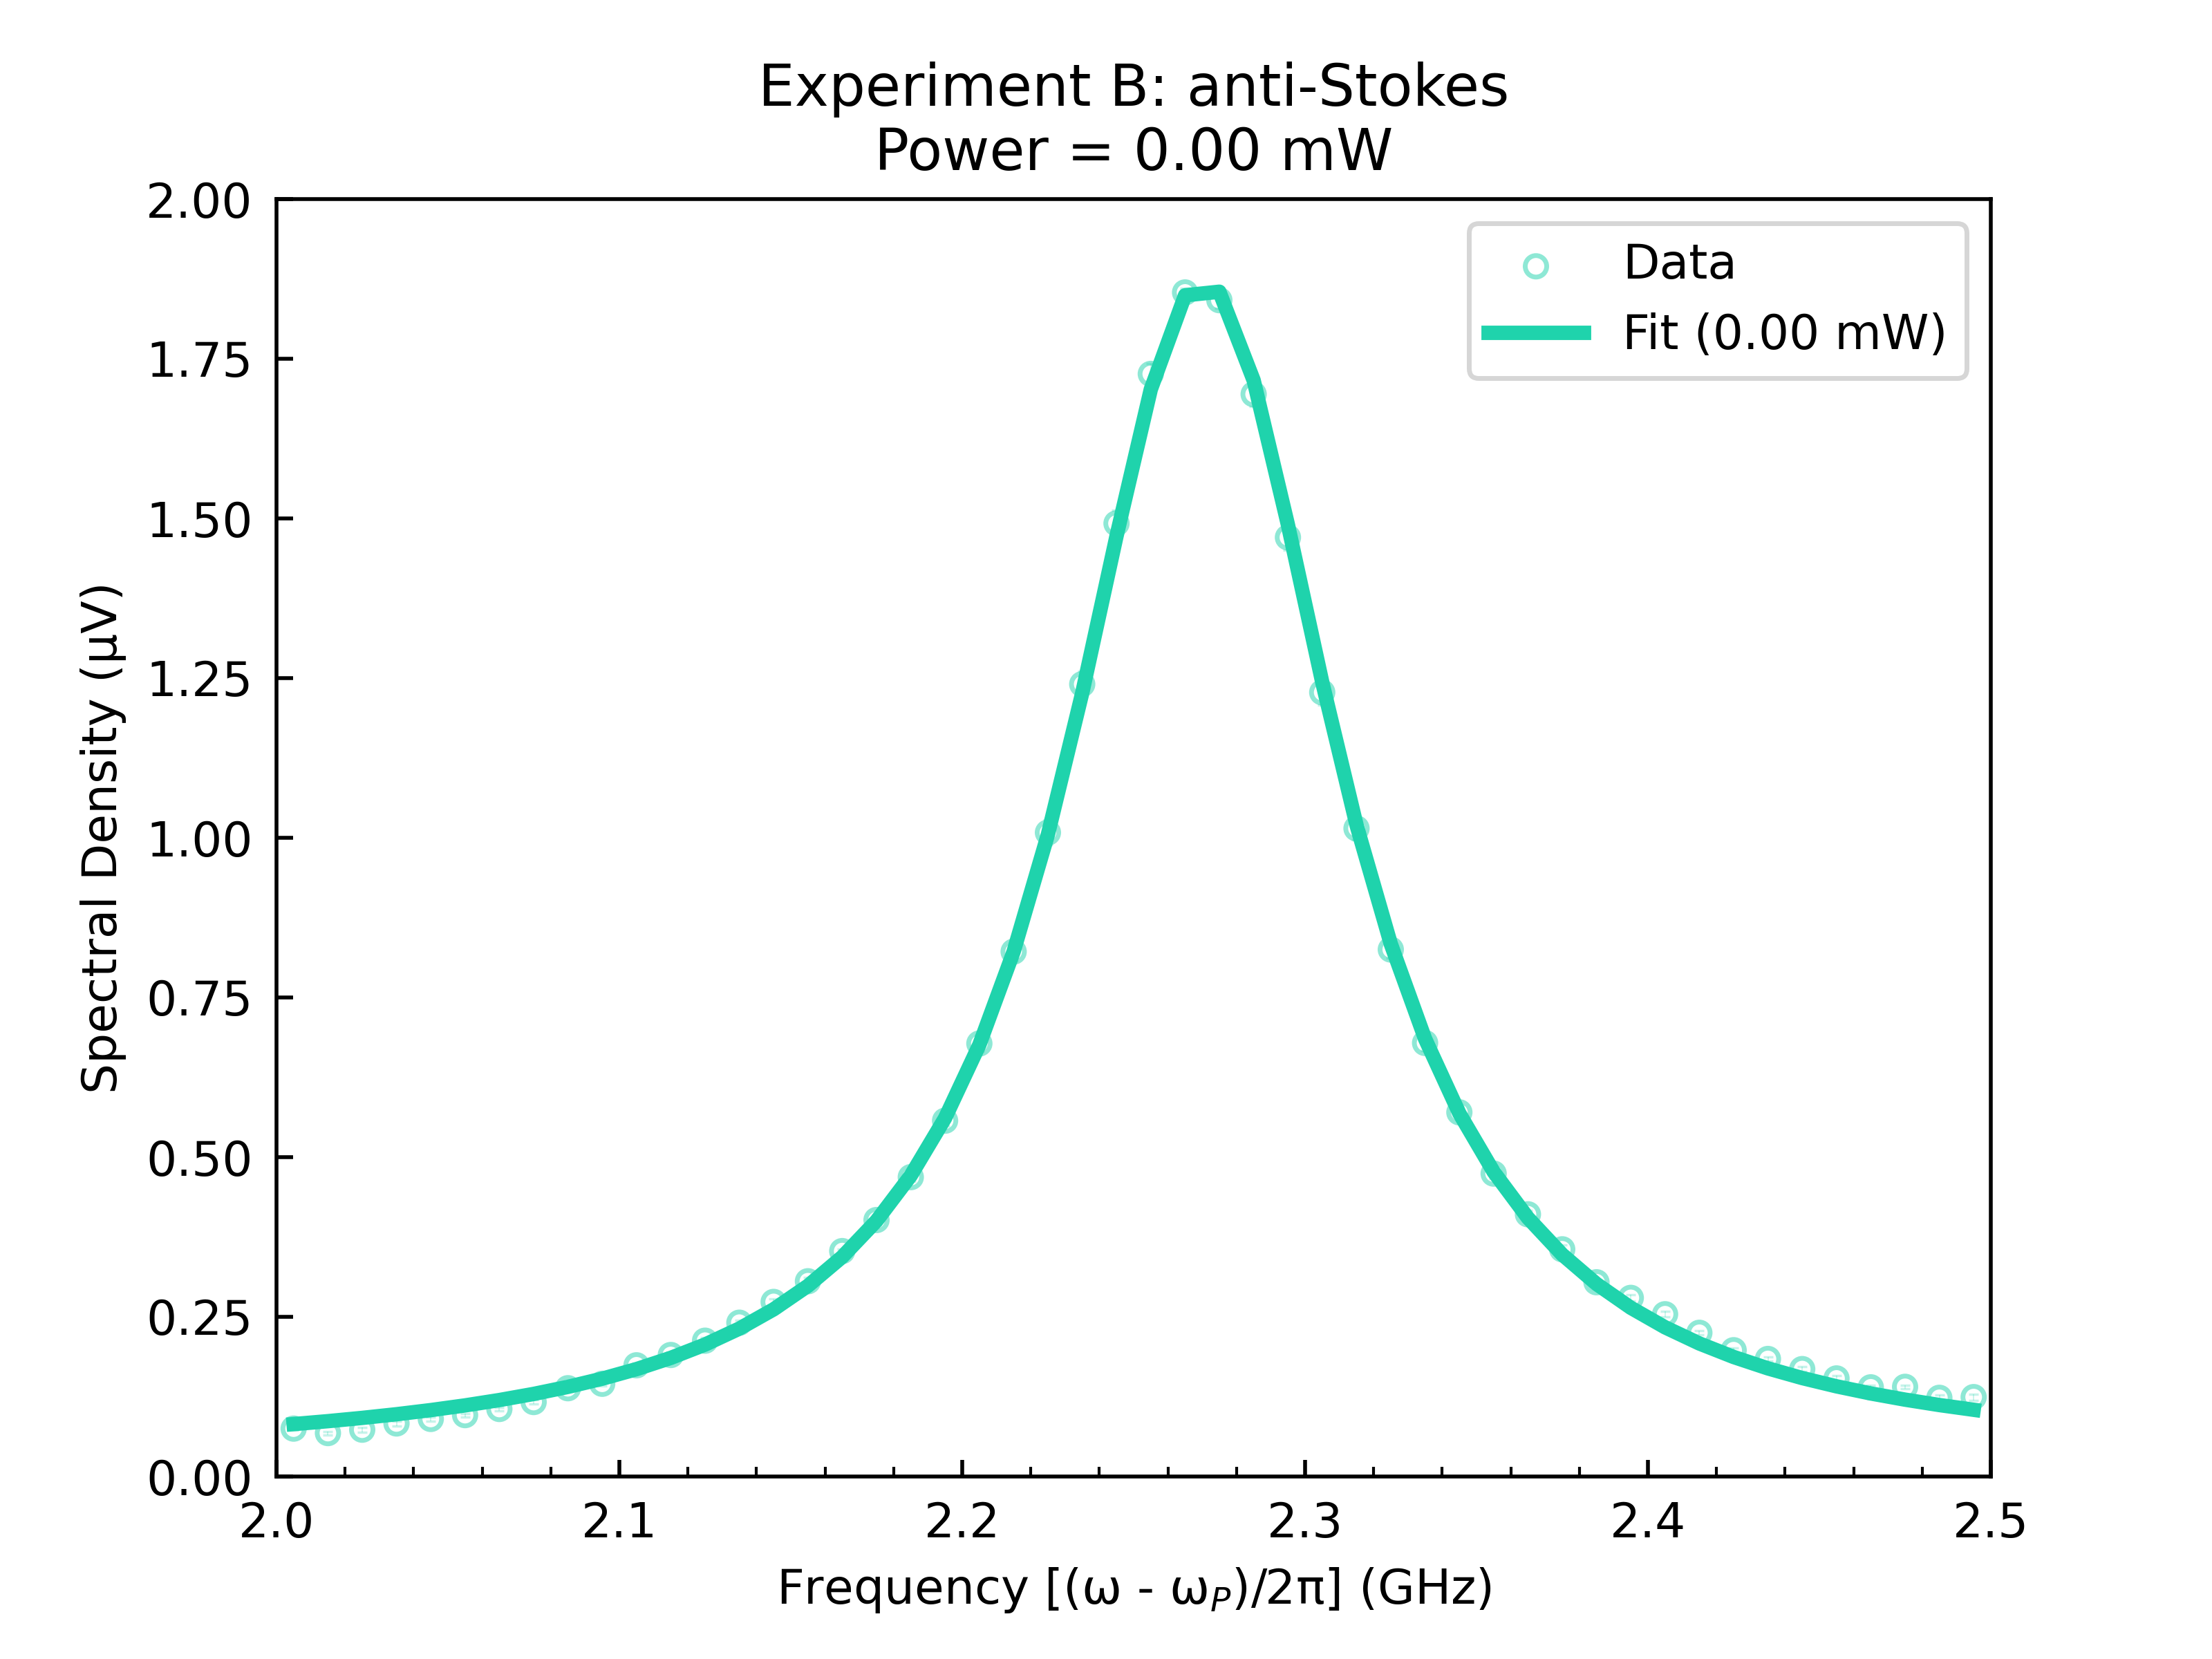 Experiment B: anti-Stokes
Power = 0.00 mW
Data
Fit (0.00 mW)
Spectral Density (μV)
2.00
1.75
1.50
1.25
1.00
0.75
0.50
0.25
0.00
2.0 2.1 2.2 2.3 2.4 2.5
Frequency [(ω - ωP)/2π] (GHz)